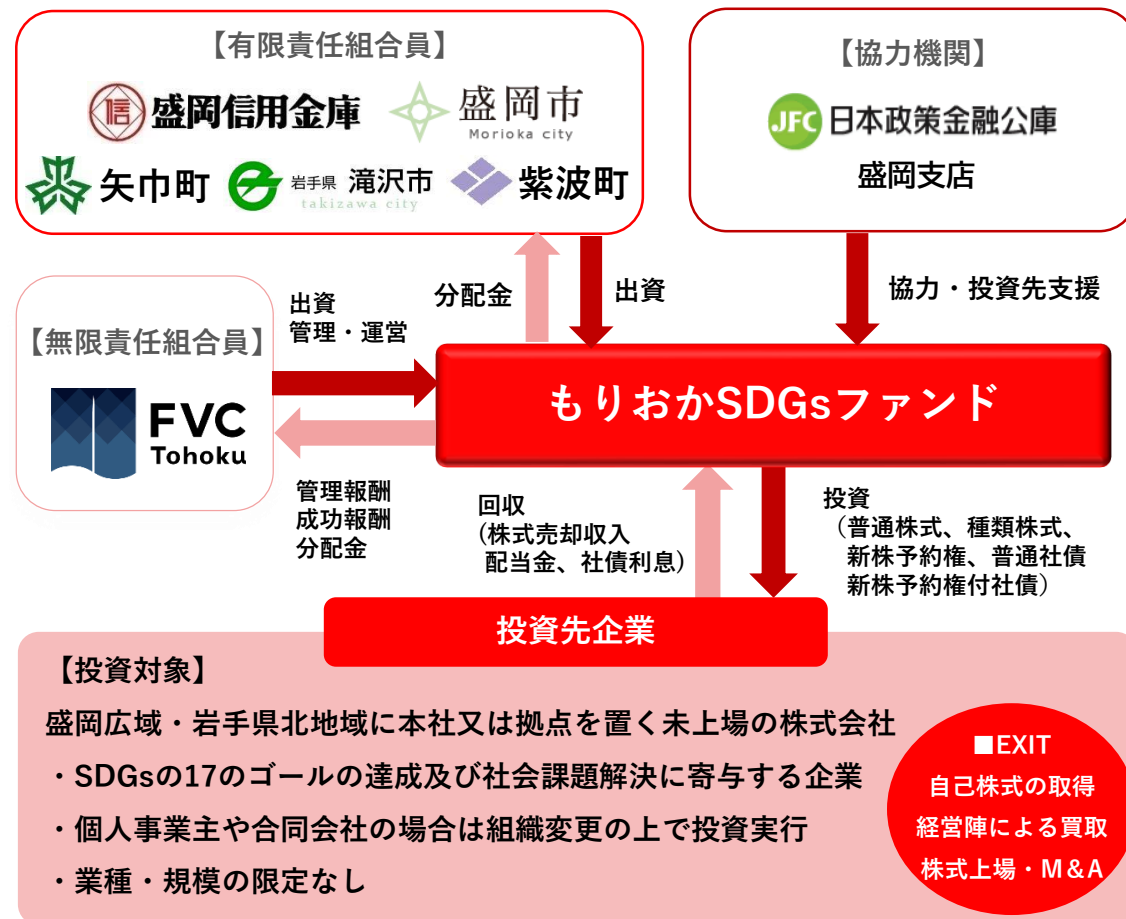 【有限責任組合員】
信 盛岡信用金庫
盛岡市
Morioka city
矢巾町
岩手県 滝沢市
takizawa city
紫波町
【協力機関】
JFC 日本政策金融公庫
盛岡支店
分配金
出資
協力・投資先支援
【無限責任組合員】
FVC
Tohoku
出資
管理・運営
もりおかSDGsファンド
管理報酬
成功報酬
分配金
回収
(株式売却収入
配当金、社債利息)
投資
(普通株式、種類株式、
新株予約権、普通社債
新株予約権付社債)
投資先企業
【投資対象】
盛岡広域・岩手県北地域に本社又は拠点を置く未上場の株式会社
・SDGsの17のゴールの達成及び社会課題解決に寄与する企業
・個人事業主や合同会社の場合は組織変更の上で投資実行
・業種・規模の限定なし
■EXIT
自己株式の取得
経営陣による買取
株式上場・M&A